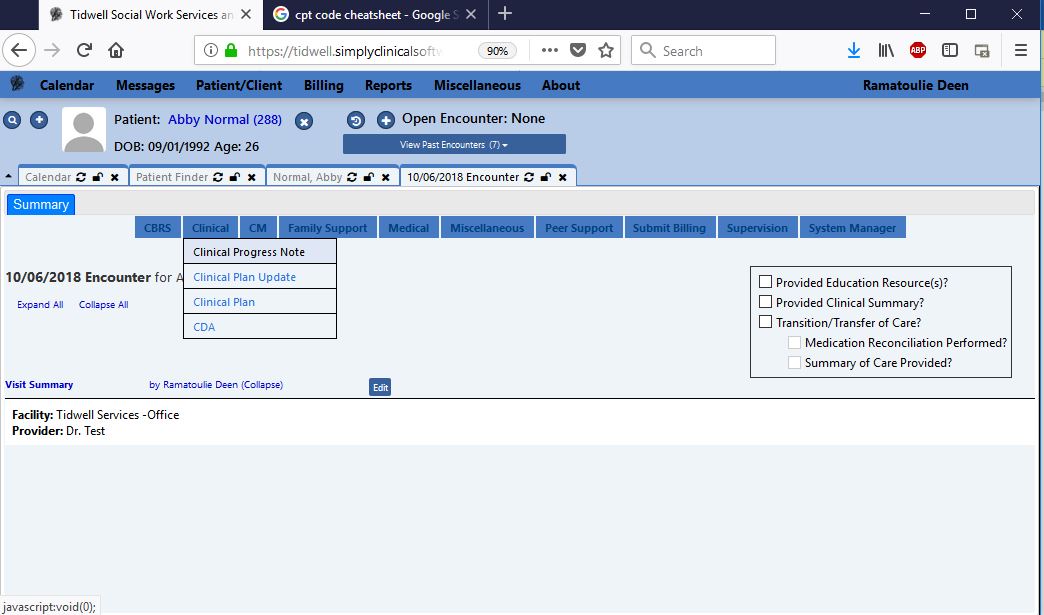 Tidwell Social Work Services an
cpt code cheatsheet - Google S
https://tidwell.simplyclinicalsoftw
90%
Search
ABP
Calendar Messages Patient/Client Billing Reports Miscellaneous About Ramatoulie Deen
Patient: Abby Normal (288)
Open Encounter: None
DOB: 09/01/1992 Age: 26
View Past Encounters (7)
Calendar
Patient Finder
Normal, Abby
10/06/2018 Encounter
Summary
CBRS Clinical CM Family Support Medical Miscellaneous Peer Support Submit Billing Supervision System Manager
Clinical Progress Note
Clinical Plan Update
Clinical Plan
CDA
10/06/2018 Encounter for A
Expand All Collapse All
Provided Education Resource(s)?
Provided Clinical Summary?
Transition/Transfer of Care?
Medication Reconciliation Performed?
Summary of Care Provided?
Visit Summary by Ramatoulie Deen (Collapse) Edit
Facility: Tidwell Services -Office
Provider: Dr. Test
javascript:void(0);